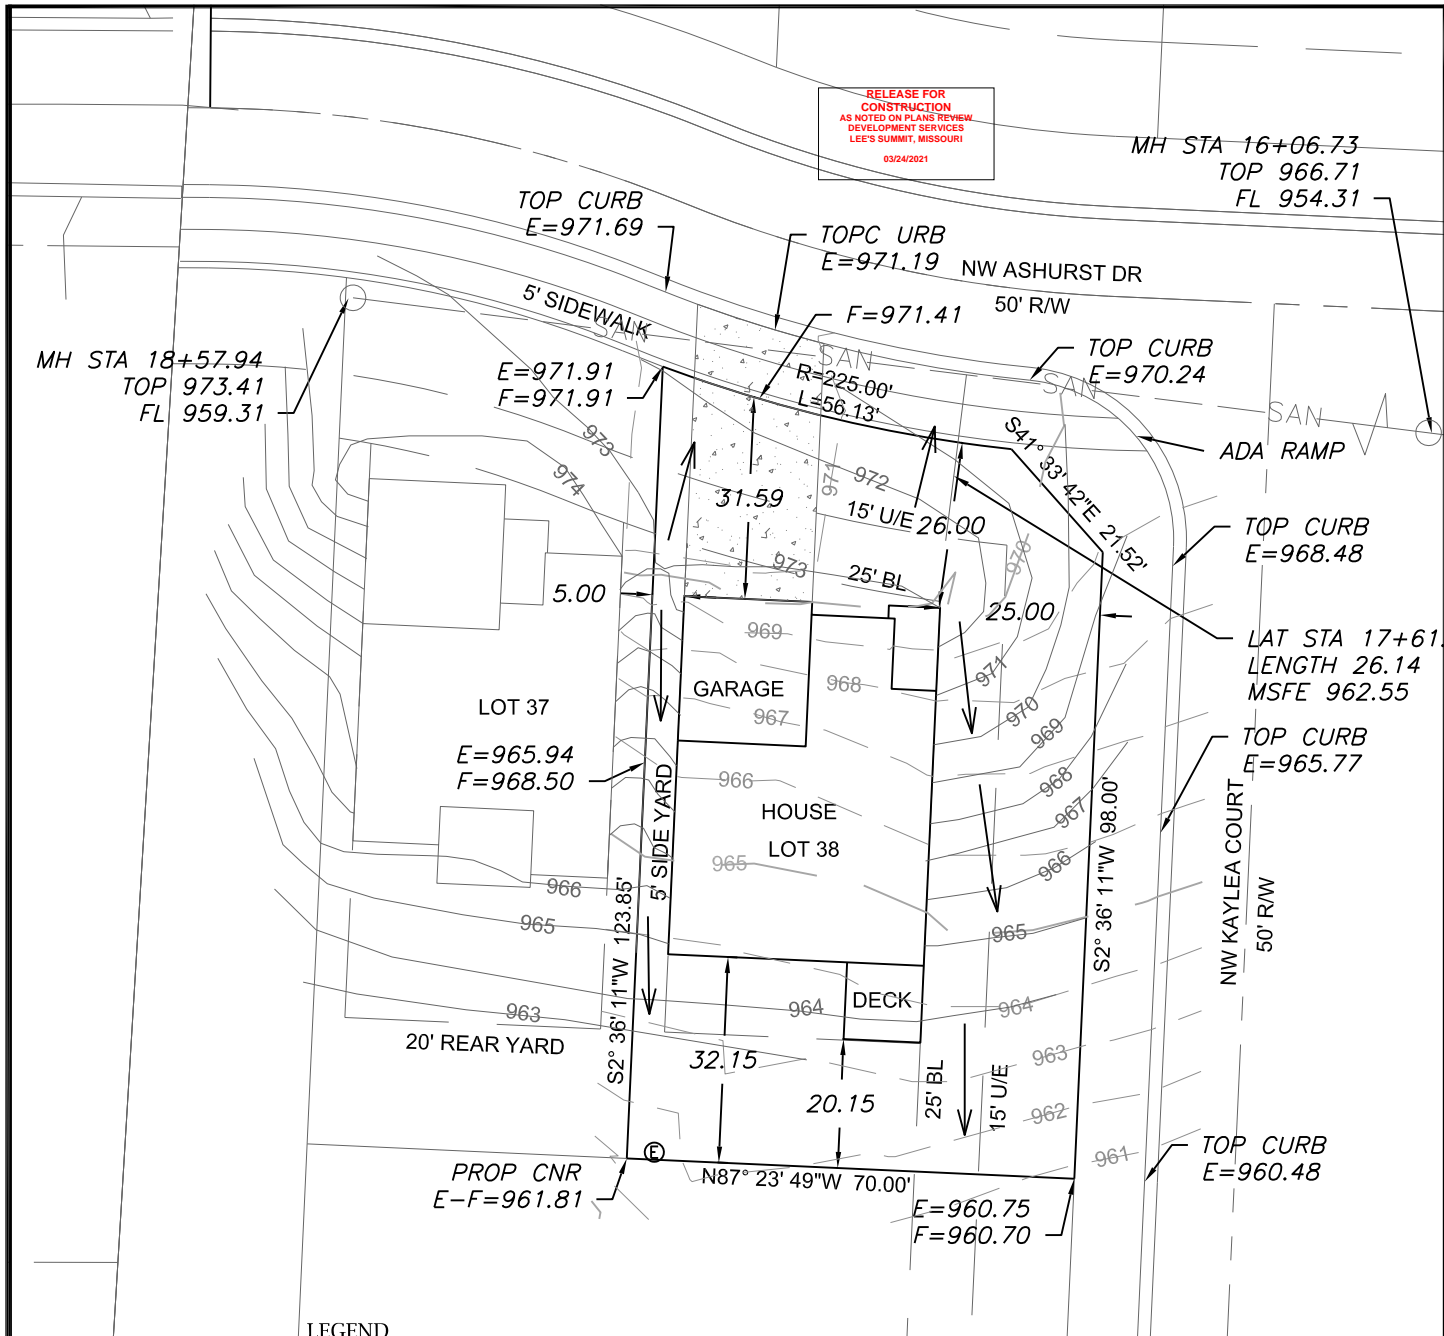 RELEASE FOR
CONSTRUCTION
AS NOTED ON PLANS REVIEW
DEVELOPMENT SERVICES
LEE'S SUMMIT, MISSOURI
03/24/2021
MH STA 16+06.73
TOP 966.71
FL 954.31
TOP CURB
E=971.69
TOPC URB
E=971.19
NW ASHURST DR
50' R/W
5' SIDEWALK
F=971.41
SAN
SAN
SAN
SAN
MH STA 18+57.94
TOP 973.41
FL 959.31
E=971.91
F=971.91
R=225.00'
L=56.13'
TOP CURB
E=970.24
ADA RAMP
S41° 33' 42"E 21.52'
973
974
971
972
31.59
15' U/E
26.00
970
TOP CURB
E=968.48
973
25' BL
5.00
25.00
969
LAT STA 17+61.
LENGTH 26.14
MSFE 962.55
968
971
GARAGE
LOT 37
967
970
969
E=965.94
F=968.50
TOP CURB
E=965.77
966
968
967
HOUSE
LOT 38
5' SIDE YARD
965
966
966
965
965
S2° 36' 11"W 123.85'
S2° 36' 11"W 98.00'
NW KAYLEA COURT
50' R/W
DECK
964
964
963
20' REAR YARD
32.15
20.15
25' BL
15' U/E
963
962
961
TOP CURB
E=960.48
E
PROP CNR
E-F=961.81
N87° 23' 49"W 70.00'
E=960.75
F=960.70
LEGEND